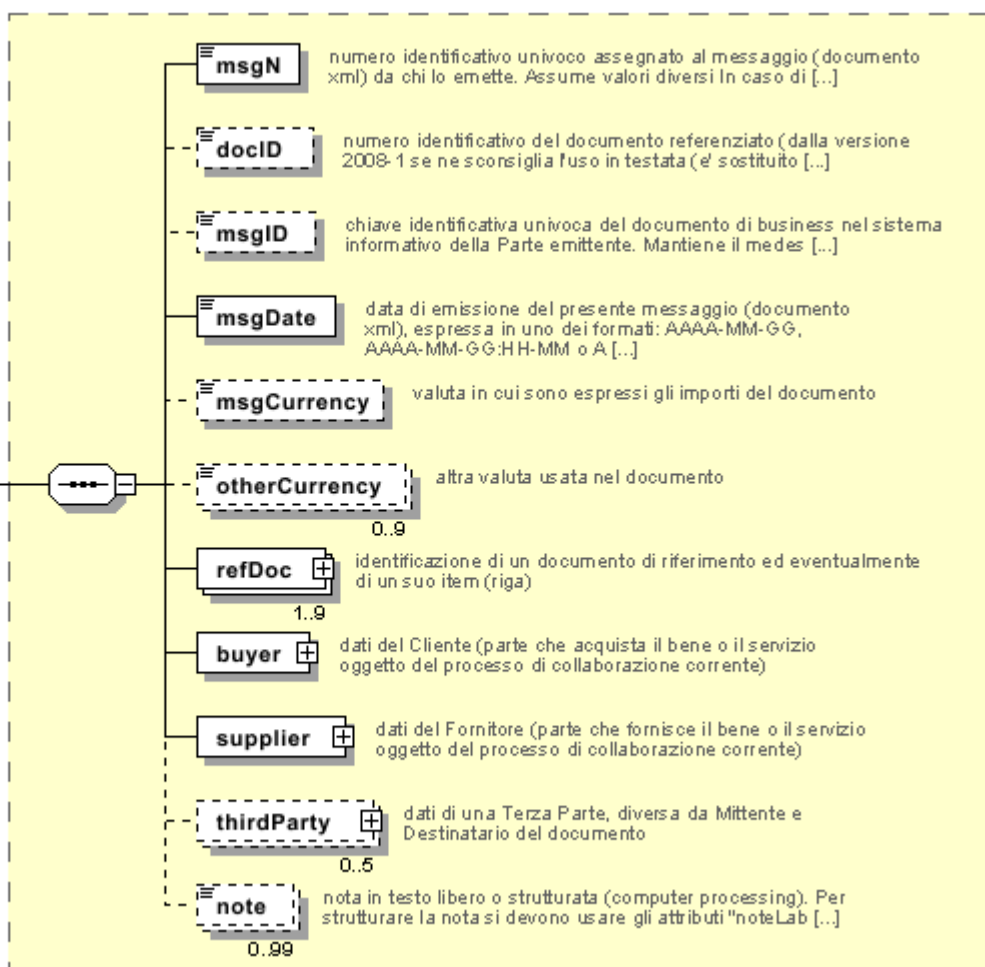 msgN
numero identificativo univoco assegnato al messaggio (documento
xml) da chi lo emette. Assume valori diversi In caso di [...]
docID
numero identificativo del documento referenziato (dalla versione
2008-1 se ne sconsiglia l'uso in testata (e' sostituito [...]
msgID
chiave identificativa univoca del documento di business nel sistema
informativo della Parte emittente. Mantiene il medes [...]
msgDate
data di emissione del presente messaggio (documento
xml), espressa in uno dei formati: AAAA-MM-GG,
AAAA-MM-GG:HH-MM o A [...]
msgCurrency
valuta in cui sono espressi gli importi del documento
otherCurrency
altra valuta usata nel documento
0..9
refDoc
identificazione di un documento di riferimento ed eventualmente
di un suo item (riga)
1..9
buyer
dati del Cliente (parte che acquista il bene o il servizio
oggetto del processo di collaborazione corrente)
supplier
dati del Fornitore (parte che fornisce il bene o il servizio
oggetto del processo di collaborazione corrente)
thirdParty
dati di una Terza Parte, diversa da Mittente e
Destinatario del documento
0..5
note
nota in testo libero o strutturata (computer processing). Per
strutturare la nota si devono usare gli attributi "noteLab [...]
0..99